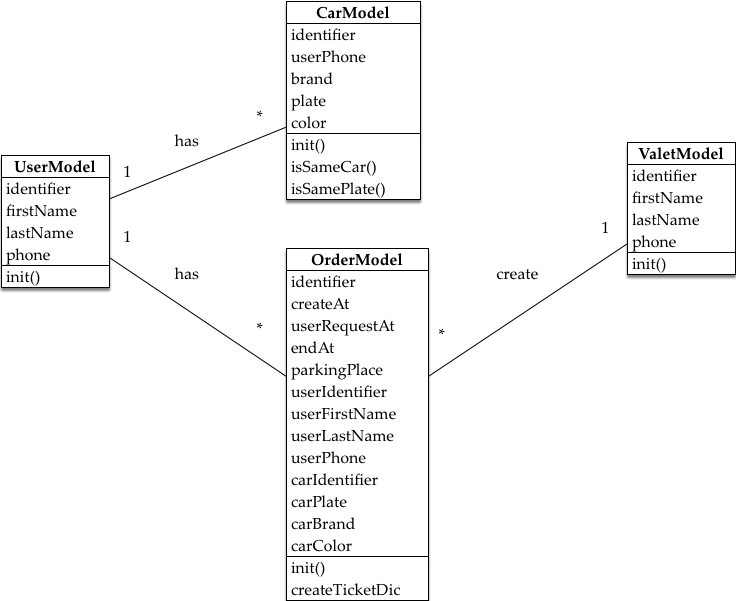 CarModel
identifier
userPhone
brand
plate
color
init()
isSameCar()
isSamePlate()
*
has
1
UserModel
identifier
firstName
lastName
phone
init()
1
has
*
OrderModel
identifier
createAt
userRequestAt
endAt
parkingPlace
userIdentifier
userFirstName
userLastName
userPhone
carIdentifier
carPlate
carBrand
carColor
init()
createTicketDic
*
create
1
ValetModel
identifier
firstName
lastName
phone
init()